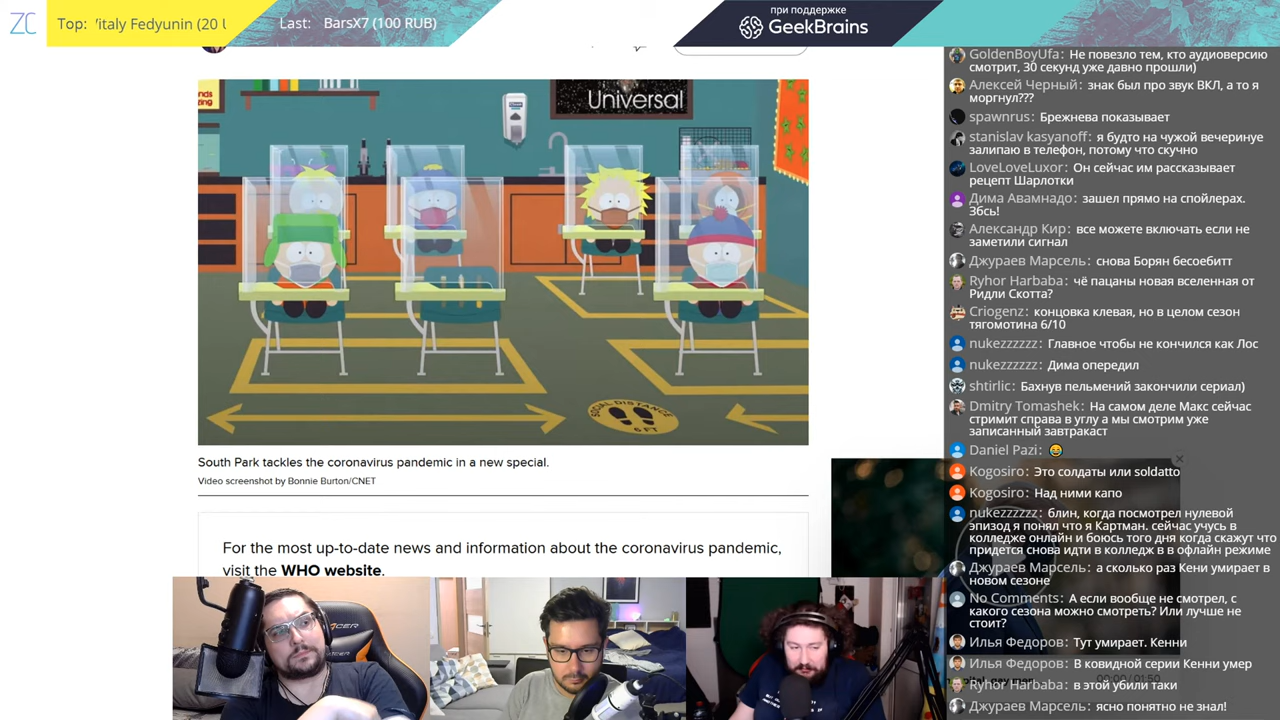 ZC
Top: 'italy Fedyunin (20 
Last: BarsX7 (100 RUB)
при поддержке
GeekBrains
Universal
SOCIAL DISTANCE
6 FT
South Park tackles the coronavirus pandemic in a new special.
Video screenshot by Bonnie Burton/CNET
For the most up-to-date news and information about the coronavirus pandemic,
visit the WHO website.
GoldenBoyUfa: Не повезло тем, кто аудиоверсию
смотрит, 30 секунд уже давно прошли)
Алексей Черный: знак был про звук ВКЛ, а то я
моргнул???
spawnrus: Брежнева показывает
stanislav kasyanoff: я будто на чужой вечеринуе
залипаю в телефон, потому что скучно
LoveLoveLuxor: Он сейчас им рассказывает
рецепт Шарлотки
Дима Авамнадо: зашел прямо на спойлерах.
Збсь!
Александр Кир: все можете включать если не
заметили сигнал
Джураев Марсель: снова Борян бесоебитт
Ryhor Harbaba: чё пацаны новая вселенная от
Ридли Скотта?
Criogenz: концовка клевая, но в целом сезон
тягомотина 6/10
nukezzzzzz: Главное чтобы не кончился как Лос
nukezzzzzz: Дима опередил
shtirlic: Бахнув пельмений закончили сериал)
Dmitry Tomashek: На самом деле Макс сейчас
стримит справа в углу а мы смотрим уже
записанный завтракаст
Daniel Pazi: 😂
Kogosiro: Это солдаты или soldatto
Kogosiro: Над ними капо
nukezzzzzz: блин, когда посмотрел нулевой
эпизод я понял что я Картман. сейчас учусь в
колледже онлайн и боюсь того дня когда скажут что
придется снова идти в колледж в в офлайн режиме
Джураев Марсель: а сколько раз Кени умирает в
новом сезоне
No Comments: А если вообще не смотрел, с
какого сезона можно смотреть? Или лучше не
стоит?
Илья Федоров: Тут умирает. Кенни
Илья Федоров: В ковидной серии Кенни умер
Ryhor Harbaba: в этой убили таки
Джураев Марсель: ясно понятно не знал!